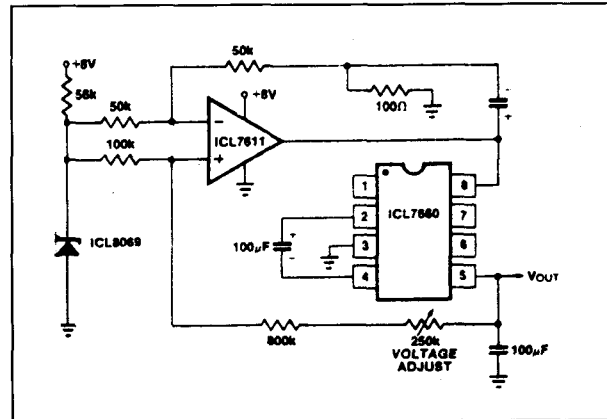 +8V
56k
50k
50k
100k
+8V
−
+
ICL7611
100Ω
−
+
ICL8069
1
2
3
4
8
7
6
5
ICL7660
100µF
+
−
VOUT
800k
250k
VOLTAGE
ADJUST
100µF